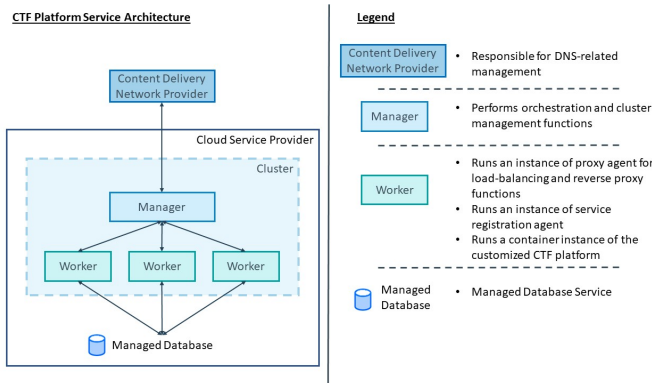 CTF Platform Service Architecture
Content Delivery
Network Provider
Cloud Service Provider
Cluster
Manager
Worker
Worker
Worker
Managed Database
Legend
Content Delivery
Network Provider
• Responsible for DNS-related
management
Manager
• Performs orchestration and cluster
management functions
Worker
• Runs an instance of proxy agent for
load-balancing and reverse proxy
functions
• Runs an instance of service
registration agent
• Runs a container instance of the
customized CTF platform
Managed
Database
• Managed Database Service